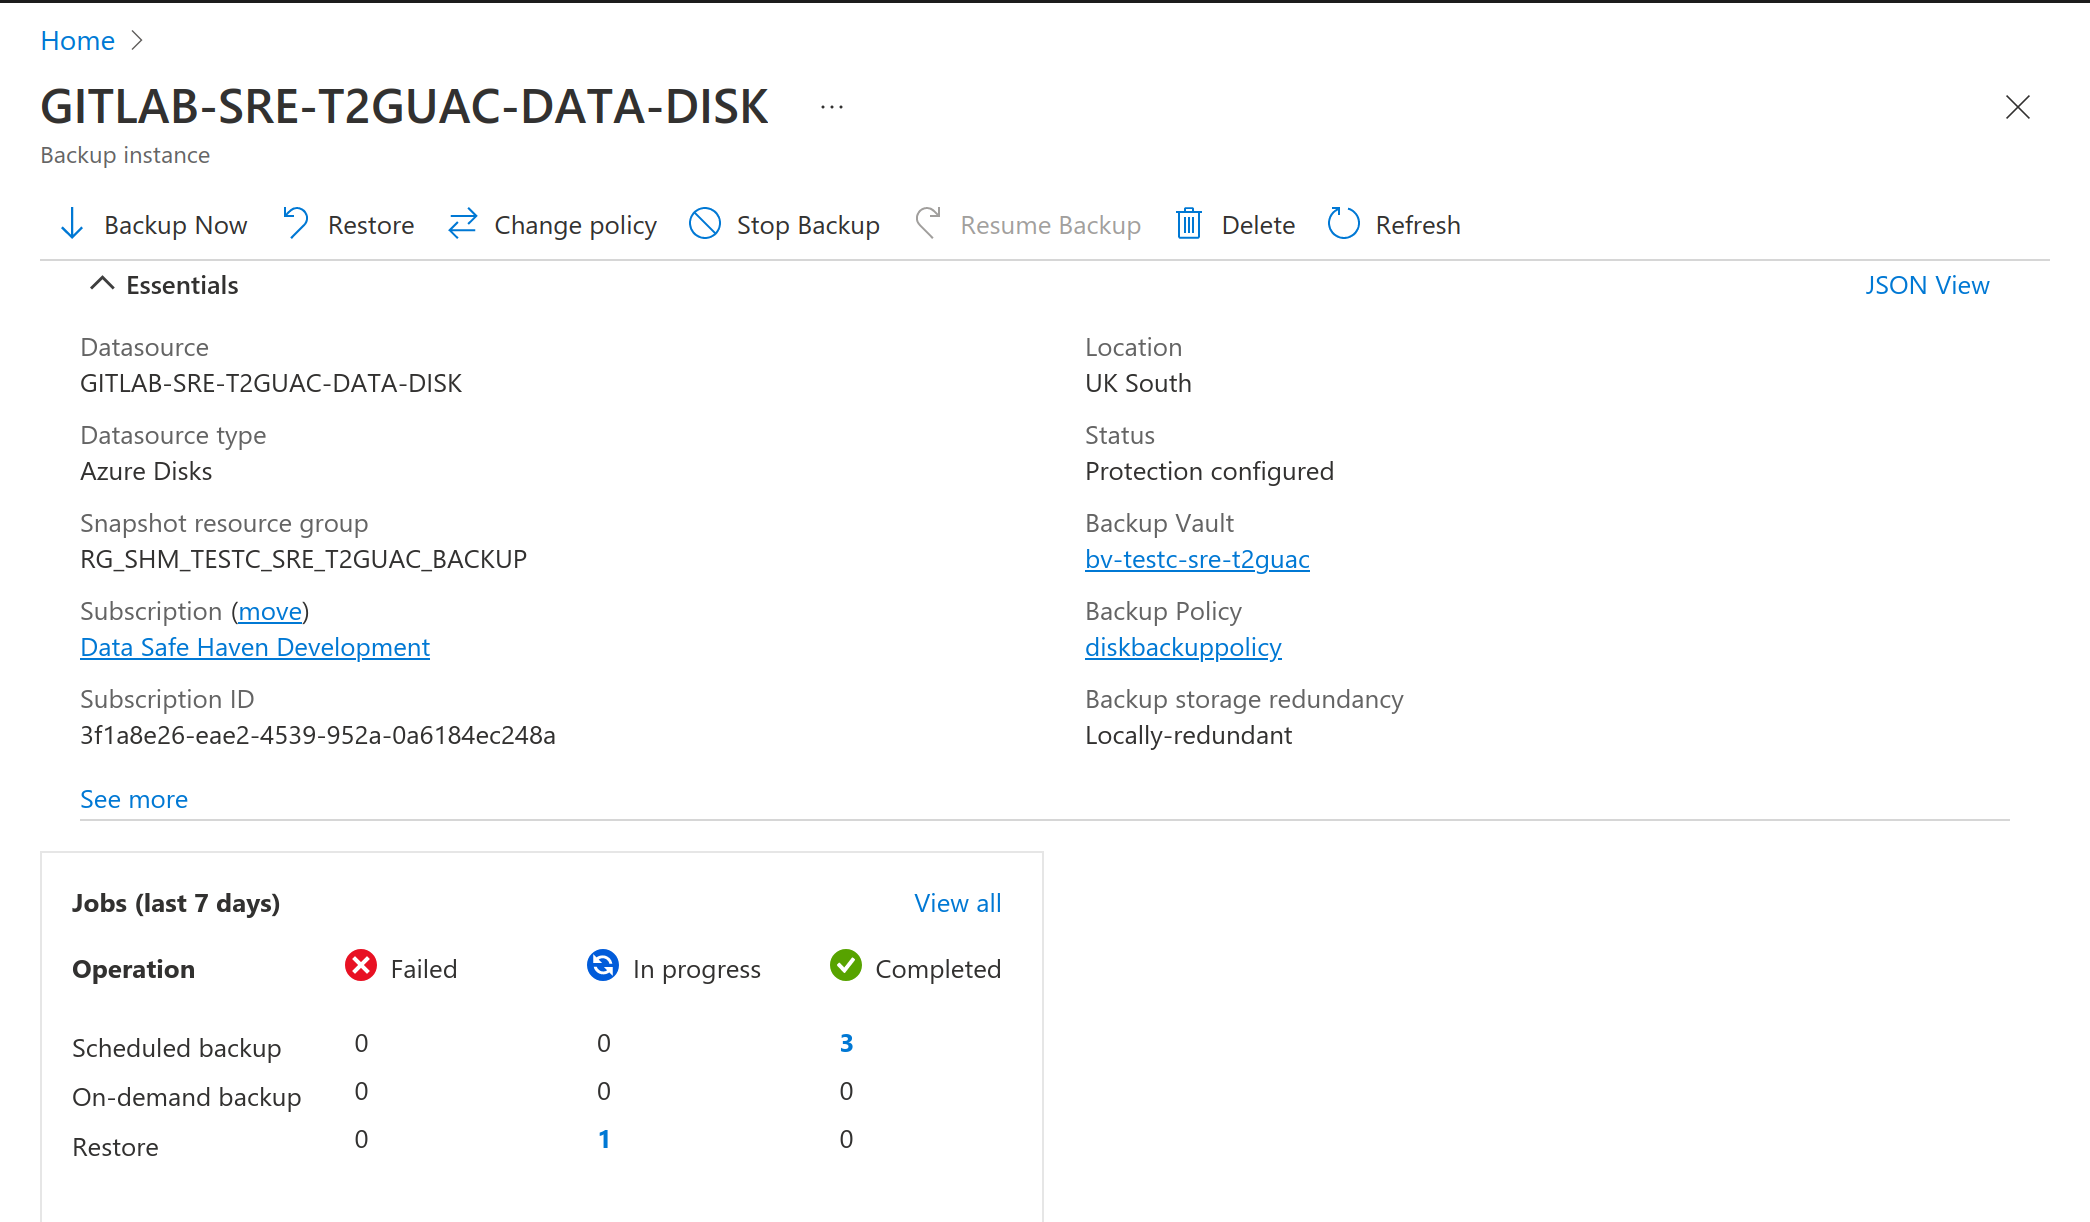 Home
GITLAB-SRE-T2GUAC-DATA-DISK ...
Backup instance
Backup Now Restore Change policy Stop Backup Resume Backup Delete Refresh
Essentials JSON View
Datasource
GITLAB-SRE-T2GUAC-DATA-DISK
Datasource type
Azure Disks
Snapshot resource group
RG_SHM_TESTC_SRE_T2GUAC_BACKUP
Subscription (move)
Data Safe Haven Development
Subscription ID
3f1a8e26-eae2-4539-952a-0a6184ec248a
See more
Location
UK South
Status
Protection configured
Backup Vault
bv-testc-sre-t2guac
Backup Policy
diskbackuppolicy
Backup storage redundancy
Locally-redundant
Jobs (last 7 days) View all
Operation Failed In progress Completed
Scheduled backup 0 0 3
On-demand backup 0 0 0
Restore 0 1 0